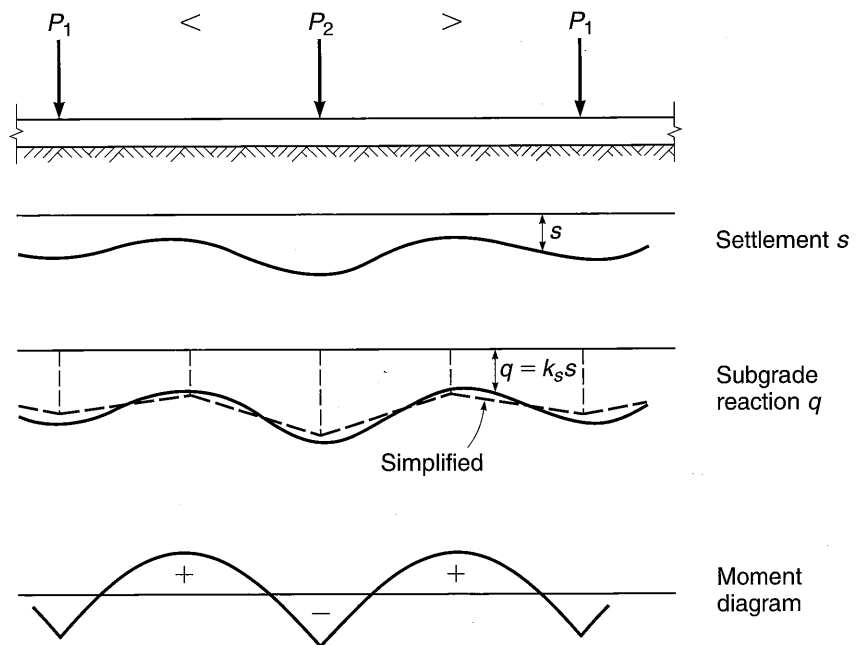 P₁ < P₂ > P₁
s
Settlement s
q = kₛs
Subgrade
reaction q
Simplified
+ +
Moment
diagram
−